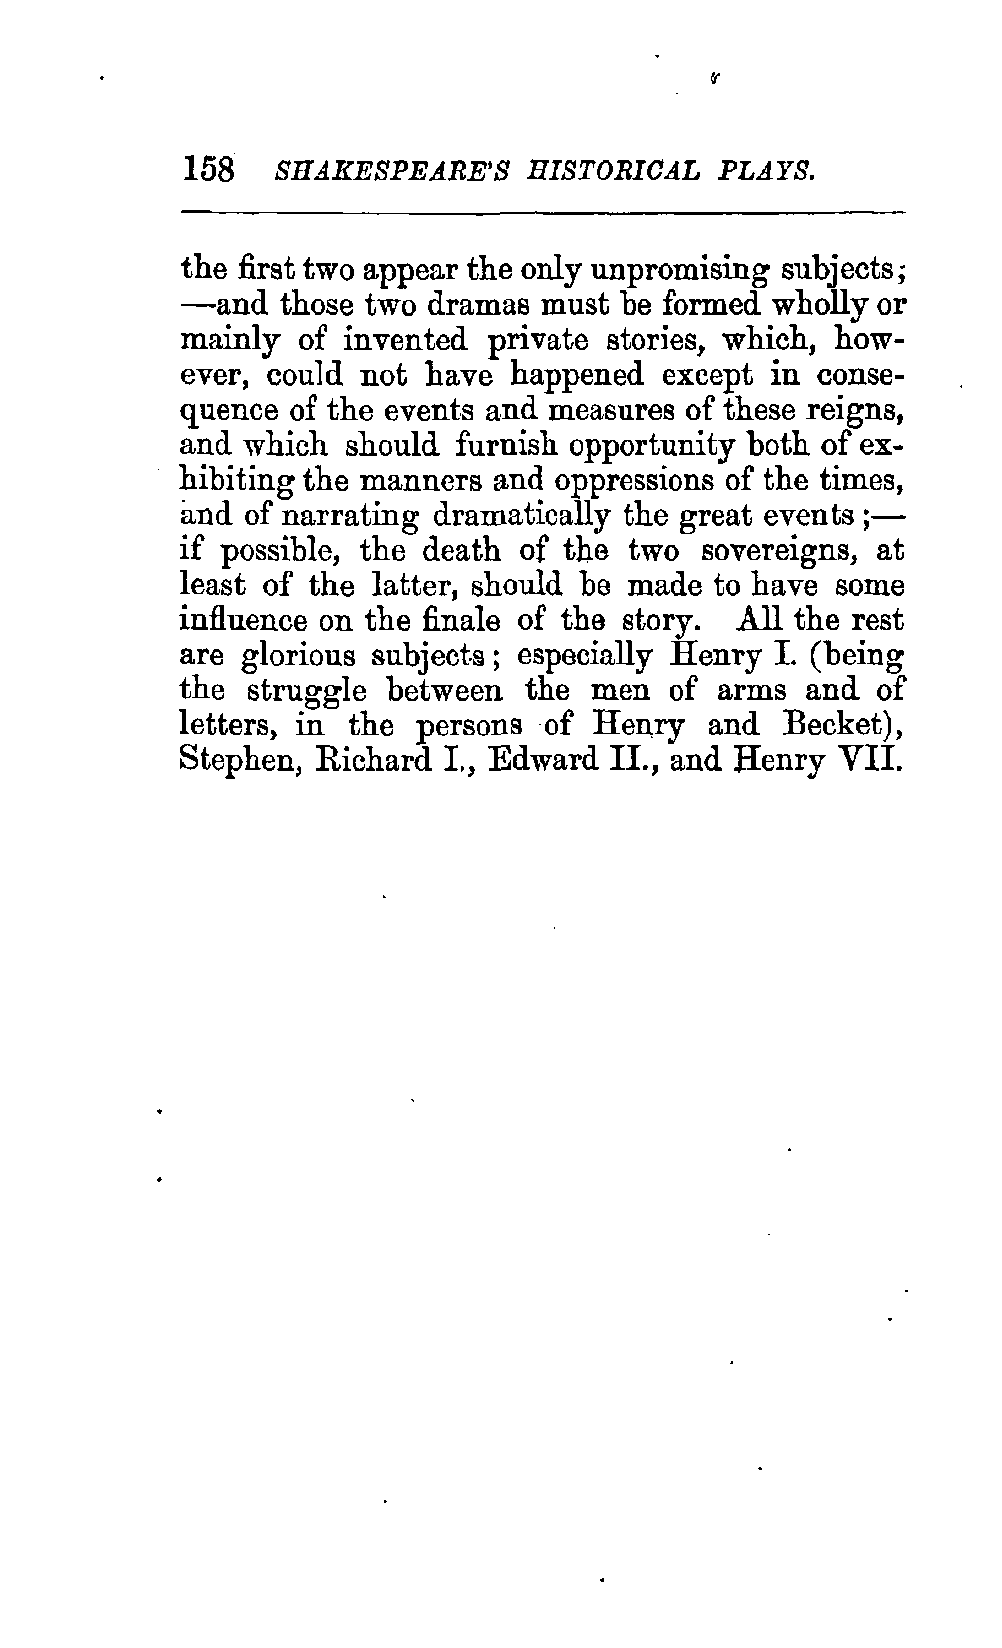 158 SHAKESPEARE'S HISTORICAL PLAYS.
the first two appear the only unpromising subjects;
—and those two dramas must be formed wholly or
mainly of invented private stories, which, how-
ever, could not have happened except in conse-
quence of the events and measures of these reigns,
and which should furnish opportunity both of ex-
hibiting the manners and oppressions of the times,
and of narrating dramatically the great events ;—
if possible, the death of the two sovereigns, at
least of the latter, should be made to have some
influence on the finale of the story. All the rest
are glorious subjects ; especially Henry I. (being
the struggle between the men of arms and of
letters, in the persons of Henry and Becket),
Stephen, Richard I., Edward II., and Henry VII.